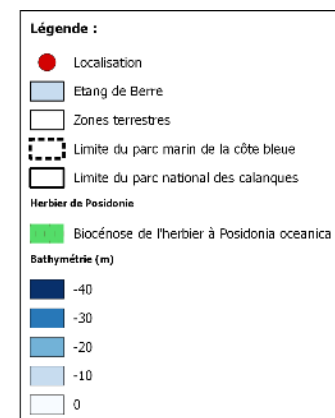 Légende :
Localisation
Etang de Berre
Zones terrestres
Limite du parc marin de la côte bleue
Limite du parc national des calanques
Herbier de Posidonie
Biocénose de l'herbier à Posidonia oceanica
Bathymétrie (m)
-40
-30
-20
-10
0